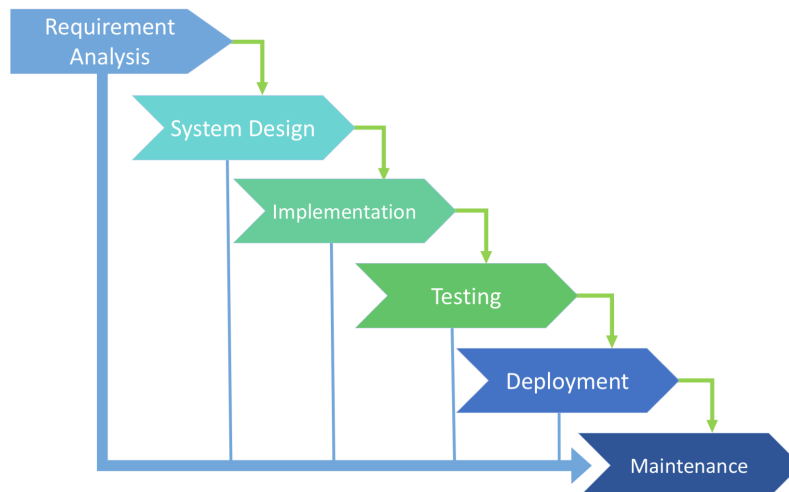 Requirement
Analysis
System Design
Implementation
Testing
Deployment
Maintenance